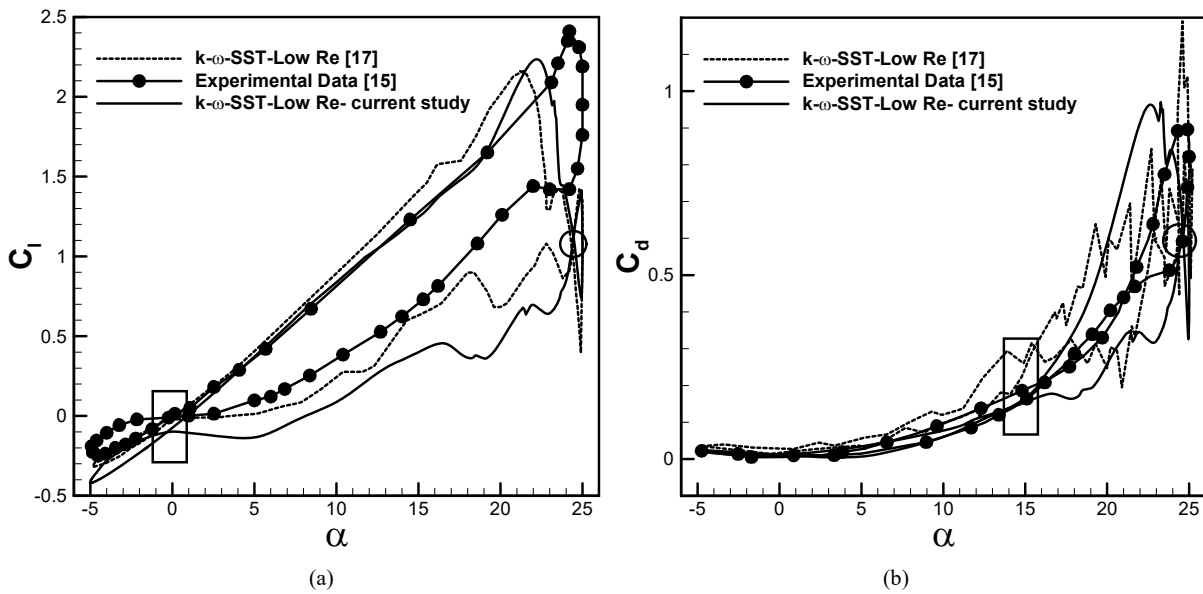 2.5
2
1.5
1
0.5
0
-0.5
C_l
-5
0
5
10
15
20
25
α
k-ω-SST-Low Re [17]
Experimental Data [15]
k-ω-SST-Low Re- current study
(a)
1
0.5
0
C_d
-5
0
5
10
15
20
25
α
k-ω-SST-Low Re [17]
Experimental Data [15]
k-ω-SST-Low Re- current study
(b)
a
b